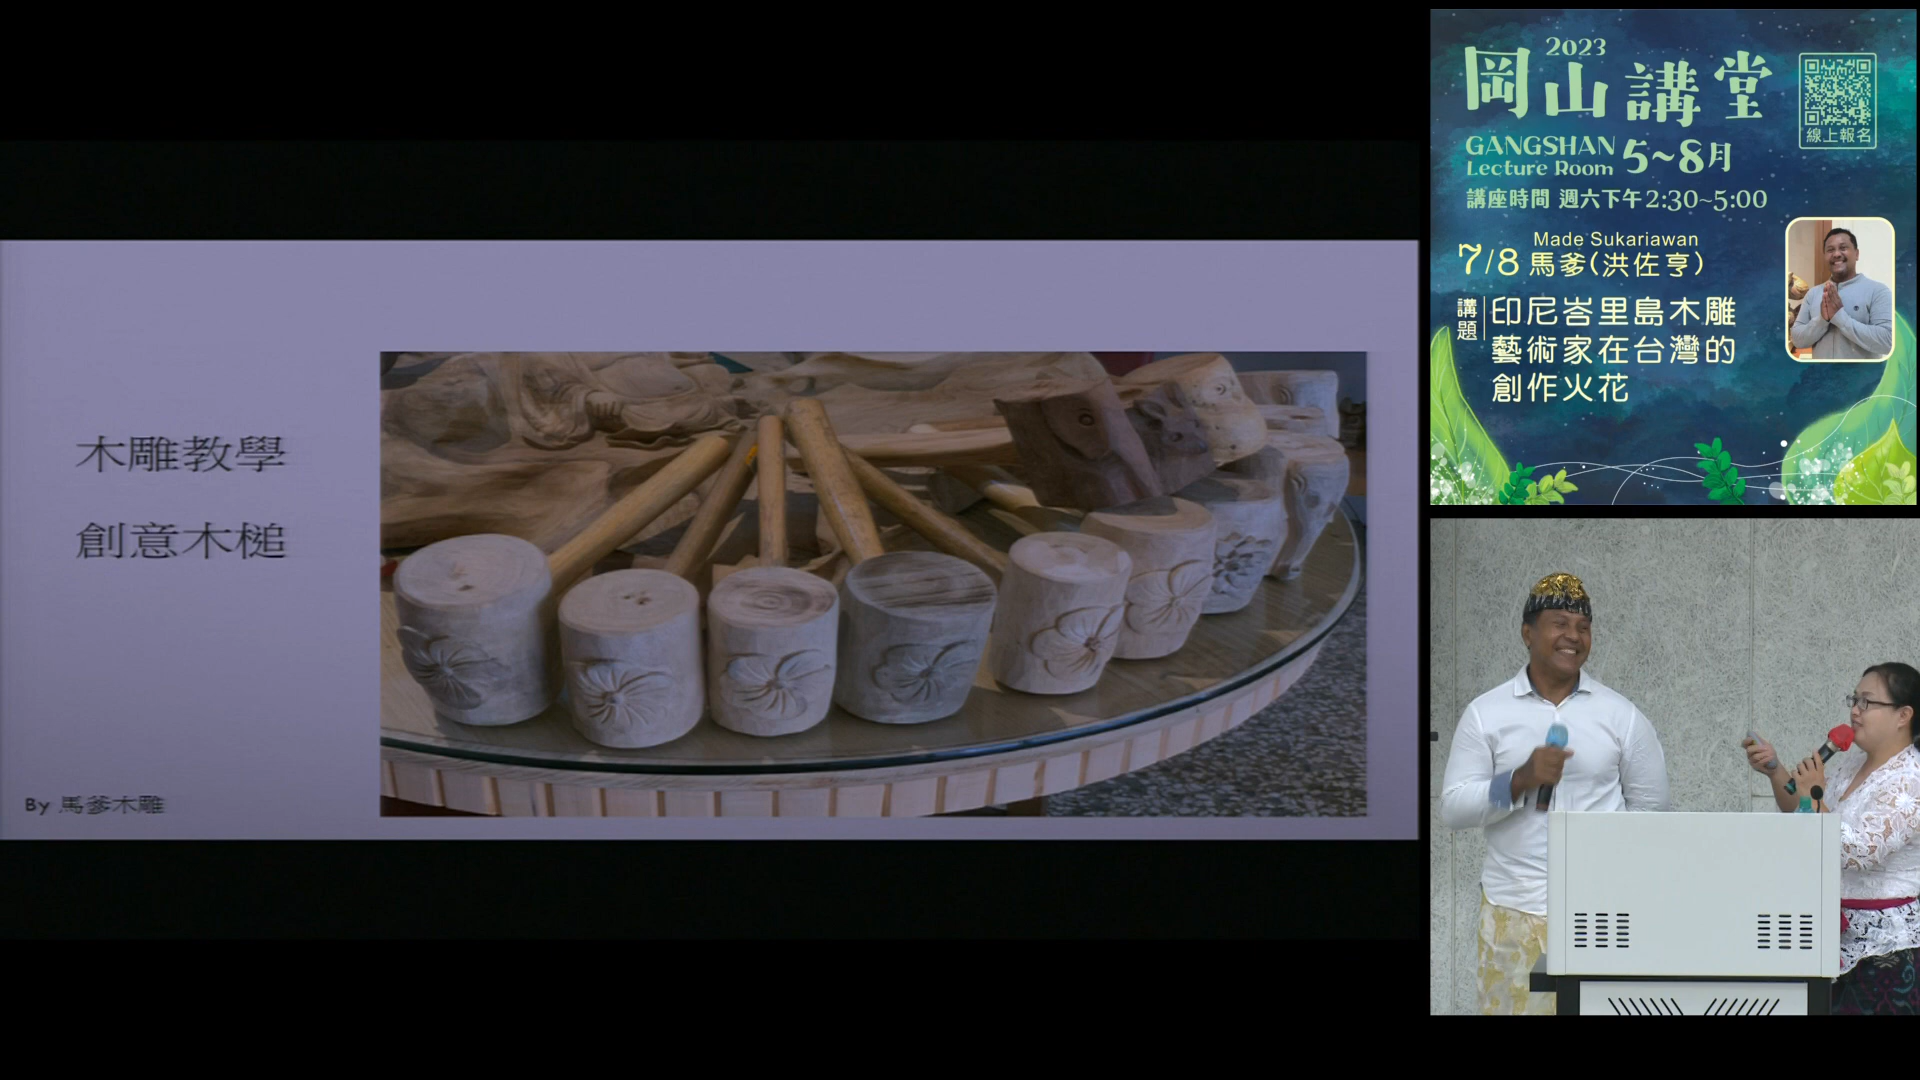 木雕教學
創意木槌
By 馬爹木雕
2023
岡山講堂
線上報名
GANGSHAN
Lecture Room
5~8月
講座時間 週六下午2:30~5:00
Made Sukariawan
7/8 馬爹(洪佐亨)
講題
印尼峇里島木雕
藝術家在台灣的
創作火花